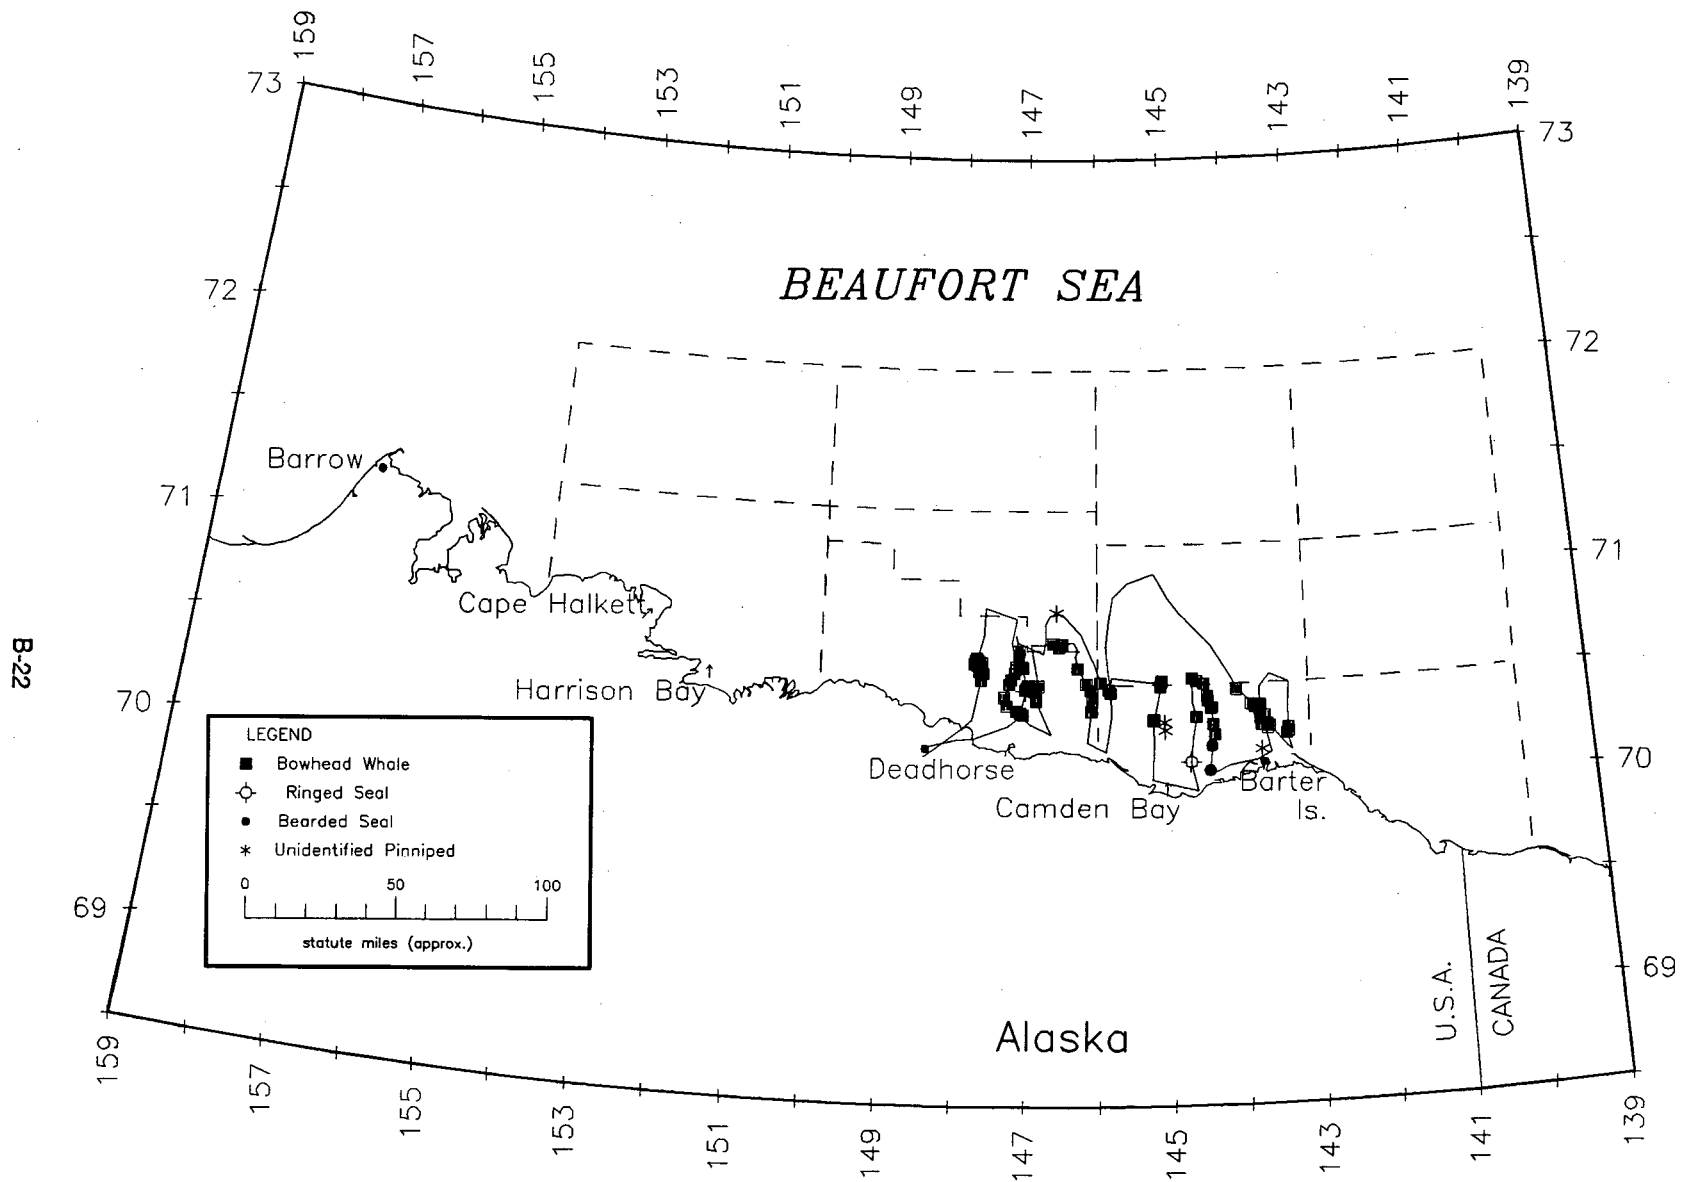 159
157
155
153
151
149
147
145
143
141
139
73
73
BEAUFORT SEA
72
72
Barrow
71
71
Cape Halkett
B-22
Harrison Bay
70
70
Deadhorse
Camden Bay
Barter
Is.
LEGEND
Bowhead Whale
Ringed Seal
Bearded Seal
Unidentified Pinniped
0 50 100
statute miles (approx.)
69
69
U.S.A.
CANADA
Alaska
159
157
155
153
151
149
147
145
143
141
139